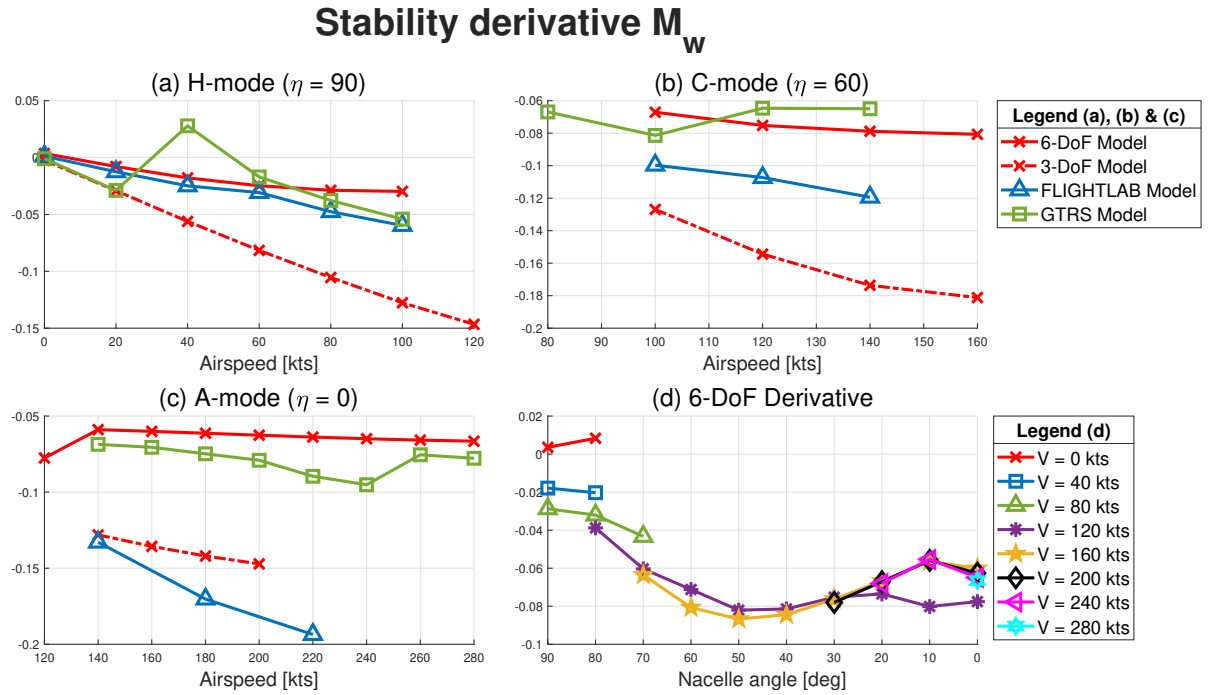 Stability derivative M_w
(a) H-mode (η = 90)
0.05
0
-0.05
-0.1
-0.15
0 20 40 60 80 100 120
Airspeed [kts]
(b) C-mode (η = 60)
-0.06
-0.08
-0.1
-0.12
-0.14
-0.16
-0.18
-0.2
80 90 100 110 120 130 140 150 160
Airspeed [kts]
Legend (a), (b) & (c)
6-DoF Model
3-DoF Model
FLIGHTLAB Model
GTRS Model
(c) A-mode (η = 0)
-0.05
-0.1
-0.15
-0.2
120 140 160 180 200 220 240 260 280
Airspeed [kts]
(d) 6-DoF Derivative
0.02
0
-0.02
-0.04
-0.06
-0.08
-0.1
90 80 70 60 50 40 30 20 10 0
Nacelle angle [deg]
Legend (d)
V = 0 kts
V = 40 kts
V = 80 kts
V = 120 kts
V = 160 kts
V = 200 kts
V = 240 kts
V = 280 kts